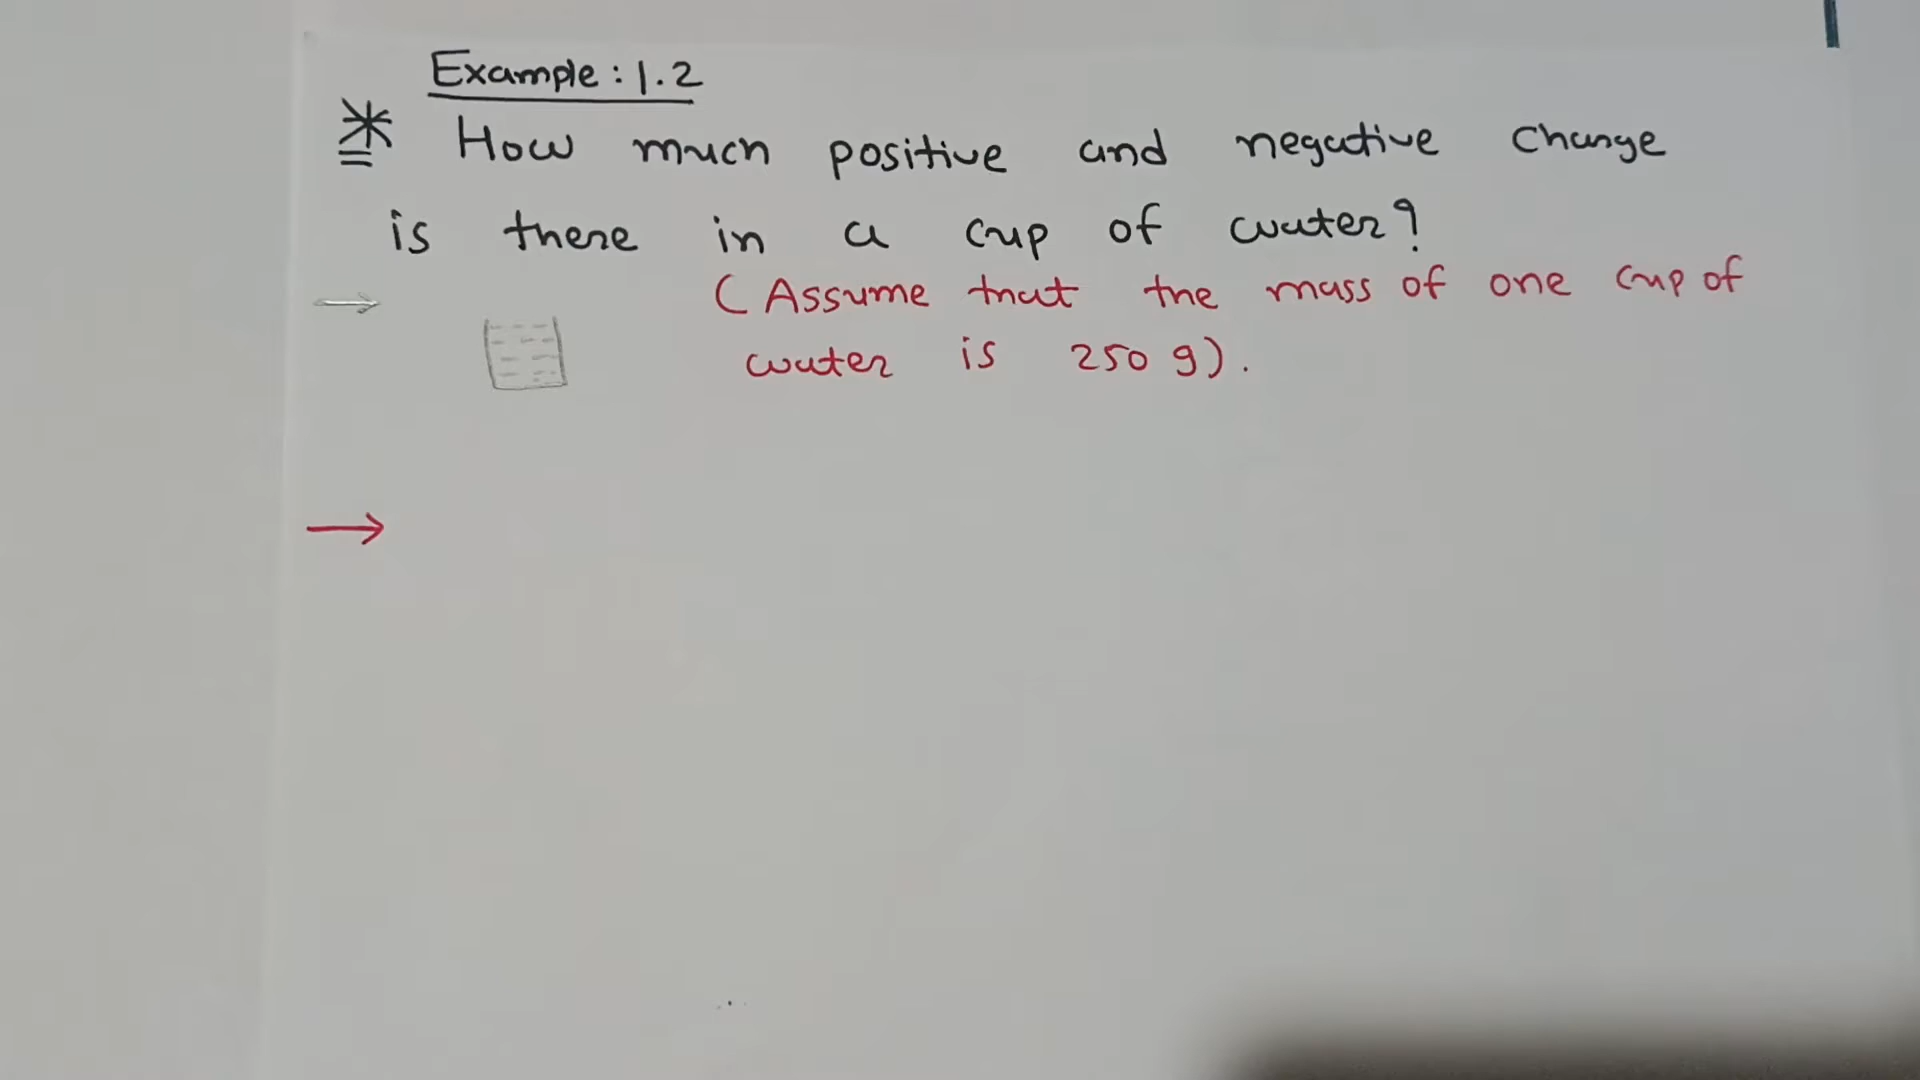 Example: 1.2
* How much positive and negative charge
is there in a cup of water?
(Assume that the mass of one cup of
water is 250 g).